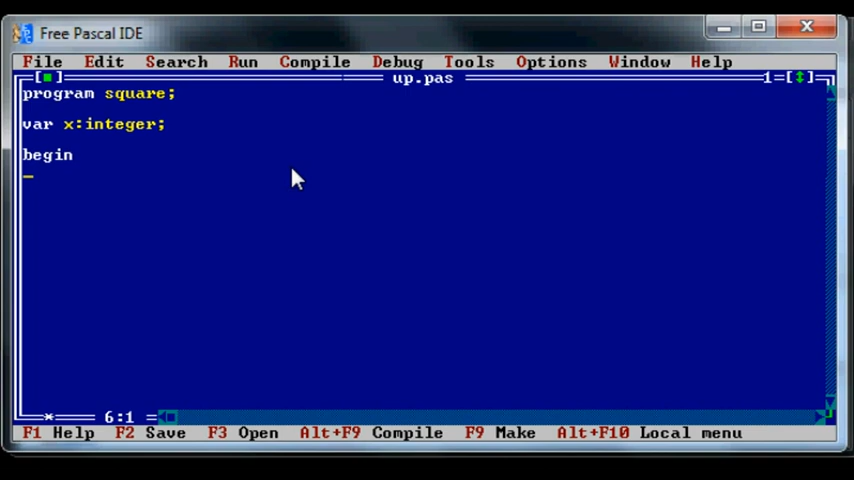 Free Pascal IDE
File Edit Search Run Compile Debug Tools Options Window Help
[■] up.pas 1=[↕]
program square;
var x:integer;
begin
_
* 6:1
F1 Help F2 Save F3 Open Alt+F9 Compile F9 Make Alt+F10 Local menu